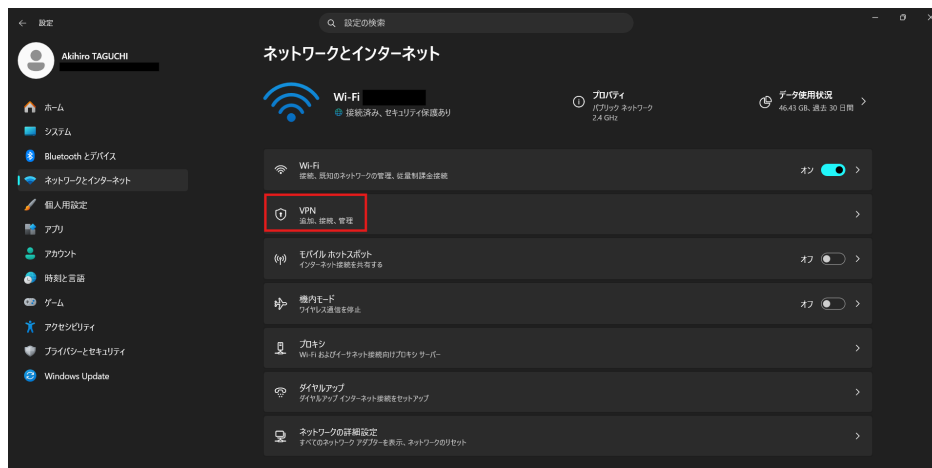 設定
設定の検索
Akihiro TAGUCHI
ネットワークとインターネット
Wi-Fi
接続済み、セキュリティ保護あり
プロパティ
パブリック ネットワーク
2.4 GHz
データ使用状況
46.43 GB、過去 30 日間
ホーム
システム
Bluetooth とデバイス
ネットワークとインターネット
個人用設定
アプリ
アカウント
時刻と言語
ゲーム
アクセシビリティ
プライバシーとセキュリティ
Windows Update
Wi-Fi
接続、既知のネットワークの管理、従量制課金接続
オン
VPN
追加、接続、管理
モバイル ホットスポット
インターネット接続を共有する
オフ
機内モード
ワイヤレス通信を停止
オフ
プロキシ
Wi-Fi およびイーサネット接続向けプロキシ サーバー
ダイヤルアップ
ダイヤルアップ インターネット接続をセットアップ
ネットワークの詳細設定
すべてのネットワーク アダプターを表示、ネットワークのリセット